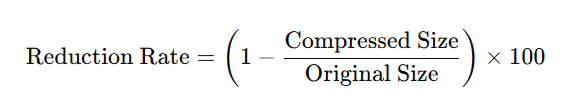 Reduction Rate = (1 − Compressed Size / Original Size) × 100